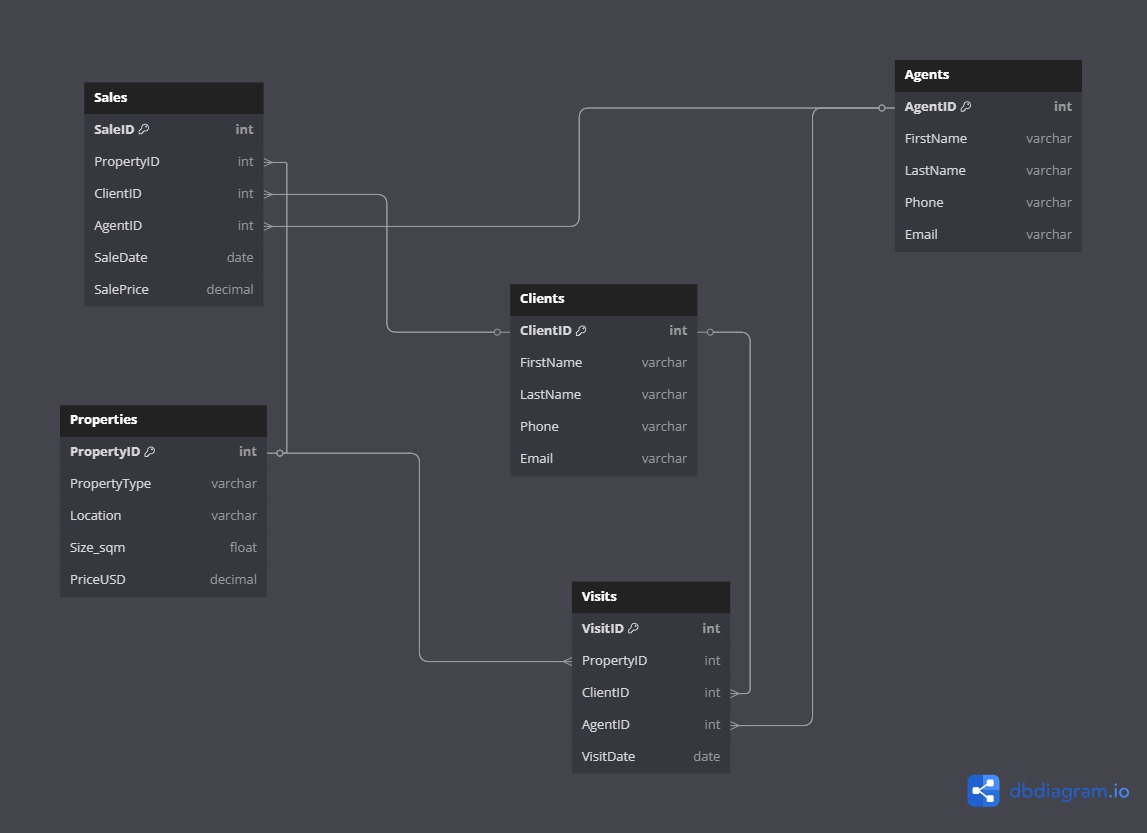 Sales
SaleID int
PropertyID int
ClientID int
AgentID int
SaleDate date
SalePrice decimal
Agents
AgentID int
FirstName varchar
LastName varchar
Phone varchar
Email varchar
Clients
ClientID int
FirstName varchar
LastName varchar
Phone varchar
Email varchar
Properties
PropertyID int
PropertyType varchar
Location varchar
Size_sqm float
PriceUSD decimal
Visits
VisitID int
PropertyID int
ClientID int
AgentID int
VisitDate date
dbdiagram.io